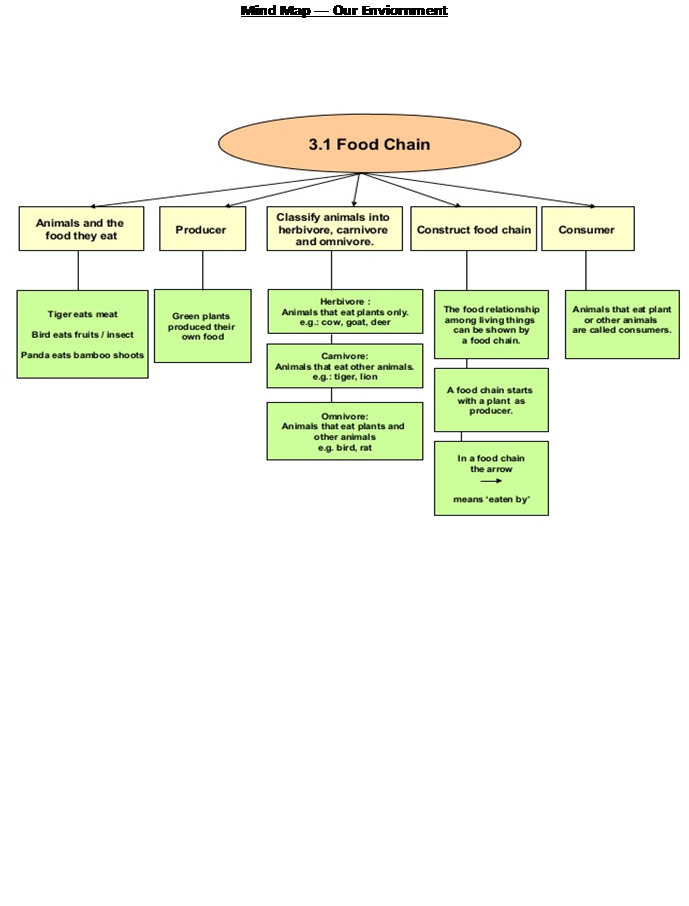 Mind Map — Our Enviornment
3.1 Food Chain
Animals and the
food they eat
Producer
Classify animals into
herbivore, carnivore
and omnivore.
Construct food chain
Consumer
Tiger eats meat
Bird eats fruits / insect
Panda eats bamboo shoots
Green plants
produced their
own food
Herbivore :
Animals that eat plants only.
e.g.: cow, goat, deer
Carnivore:
Animals that eat other animals.
e.g.: tiger, lion
Omnivore:
Animals that eat plants and
other animals
e.g. bird, rat
The food relationship
among living things
can be shown by
a food chain.
A food chain starts
with a plant as
producer.
In a food chain
the arrow
means ‘eaten by’
Animals that eat plant
or other animals
are called consumers.